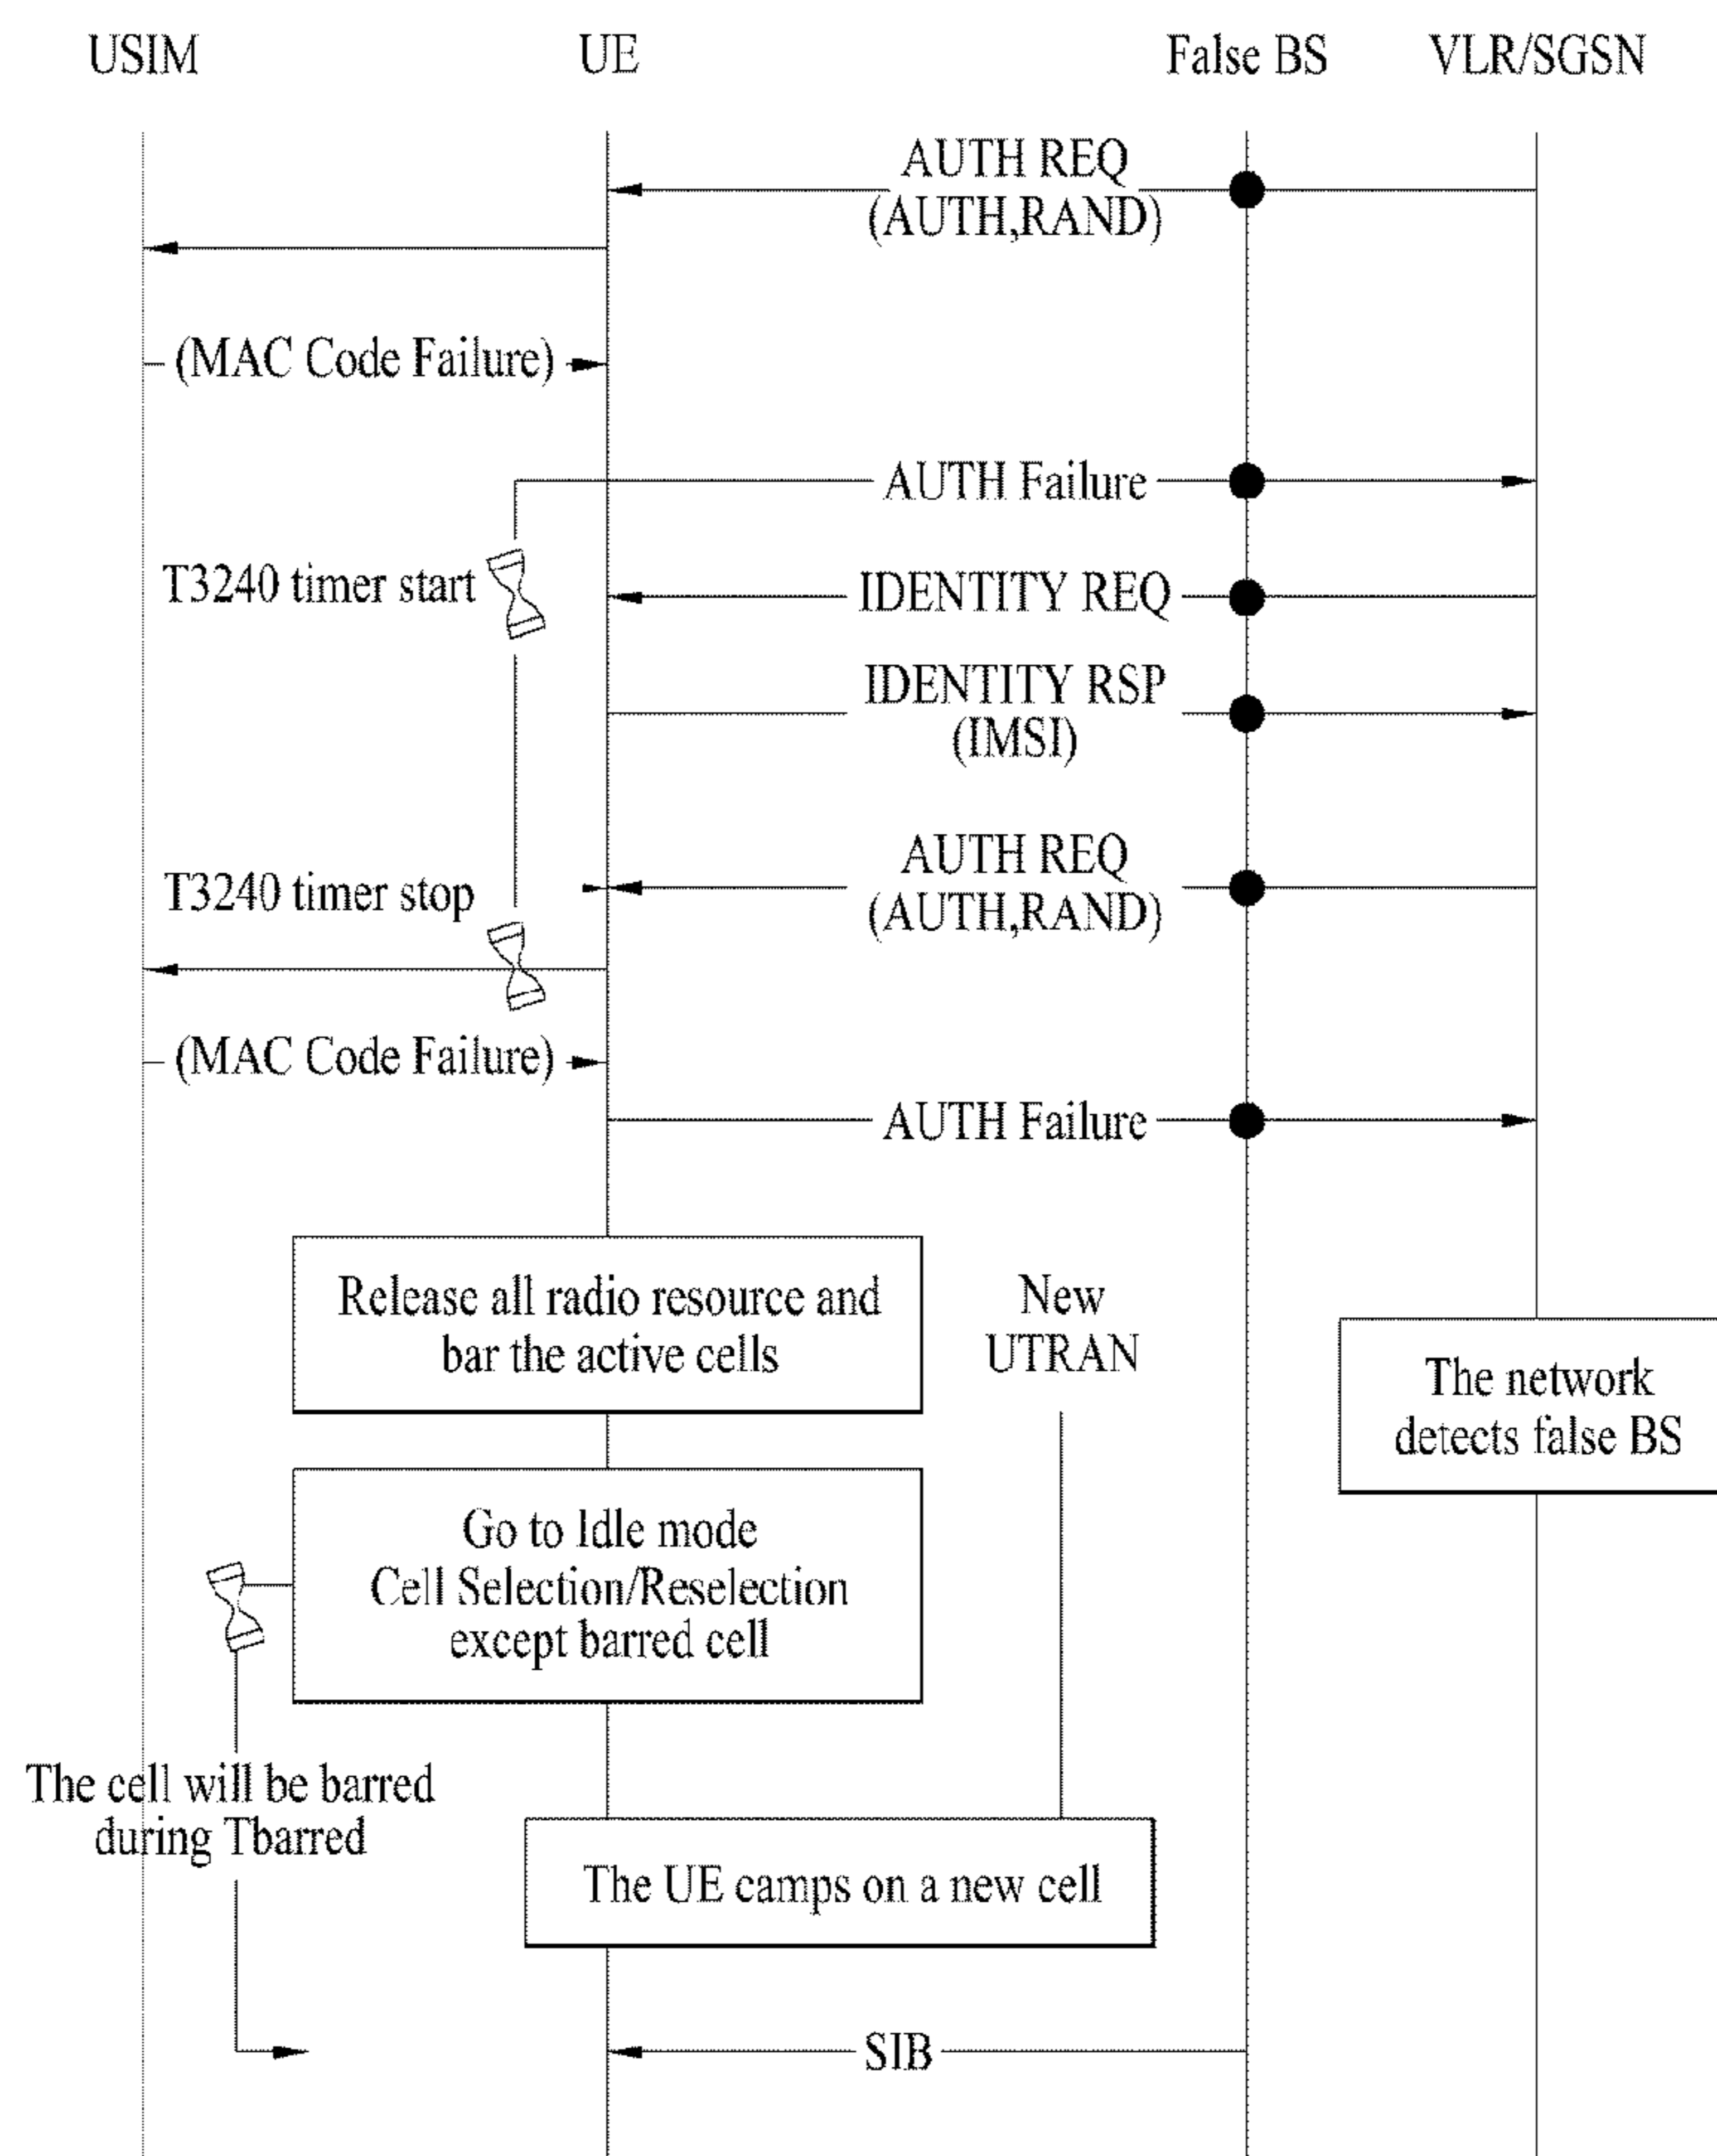 USIM
UE
False BS
VLR/SGSN
AUTH REQ
(AUTH,RAND)
(MAC Code Failure)
AUTH Failure
T3240 timer start
IDENTITY REQ
IDENTITY RSP
(IMSI)
AUTH REQ
T3240 timer stop
(AUTH,RAND)
(MAC Code Failure)
AUTH Failure
Release all radio resource and
bar the active cells
New
UTRAN
The network
detects false BS
Go to Idle mode
Cell Selection/Reselection
except barred cell
The cell will be barred
during Tbarred
The UE camps on a new cell
SIB